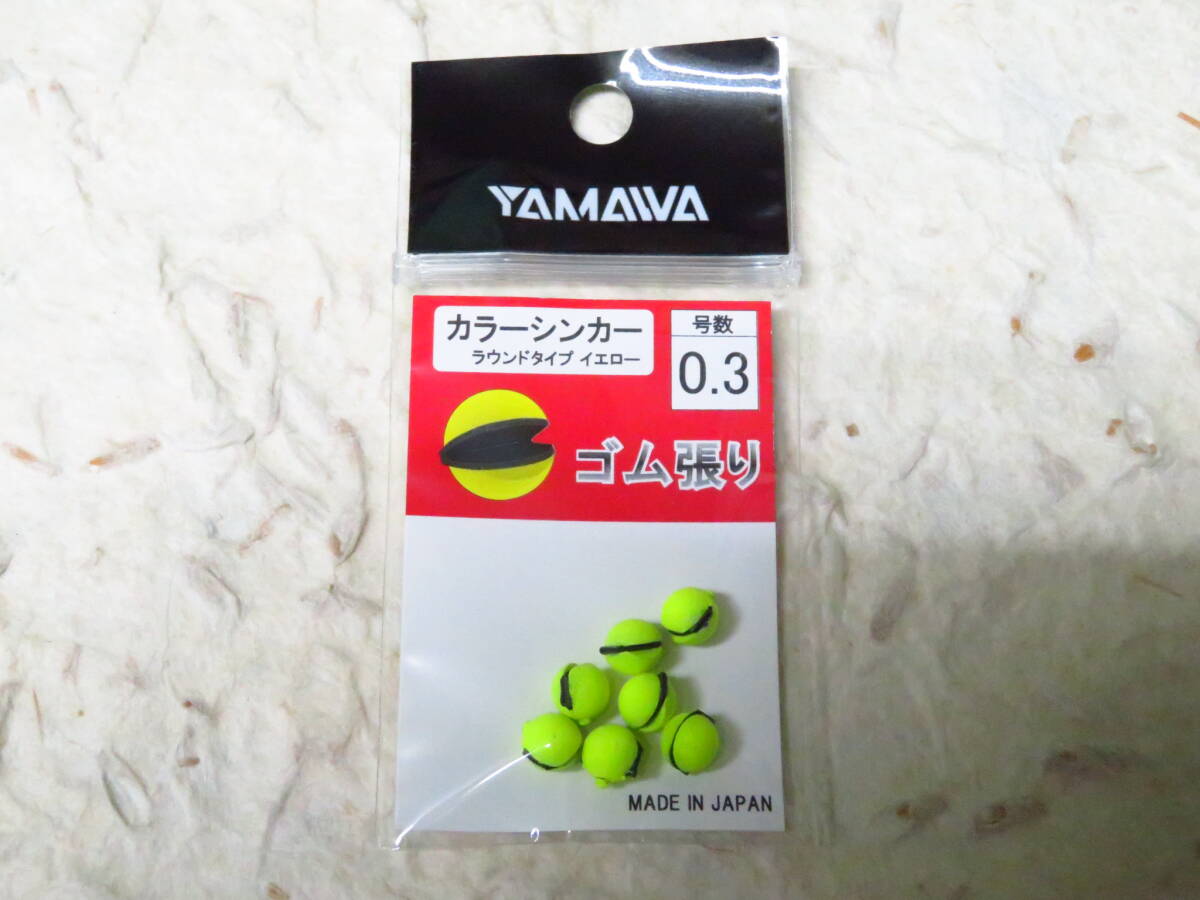 YAMAWA
カラーシンカー
ラウンドタイプ イエロー
号数
0.3
ゴム張り
MADE IN JAPAN